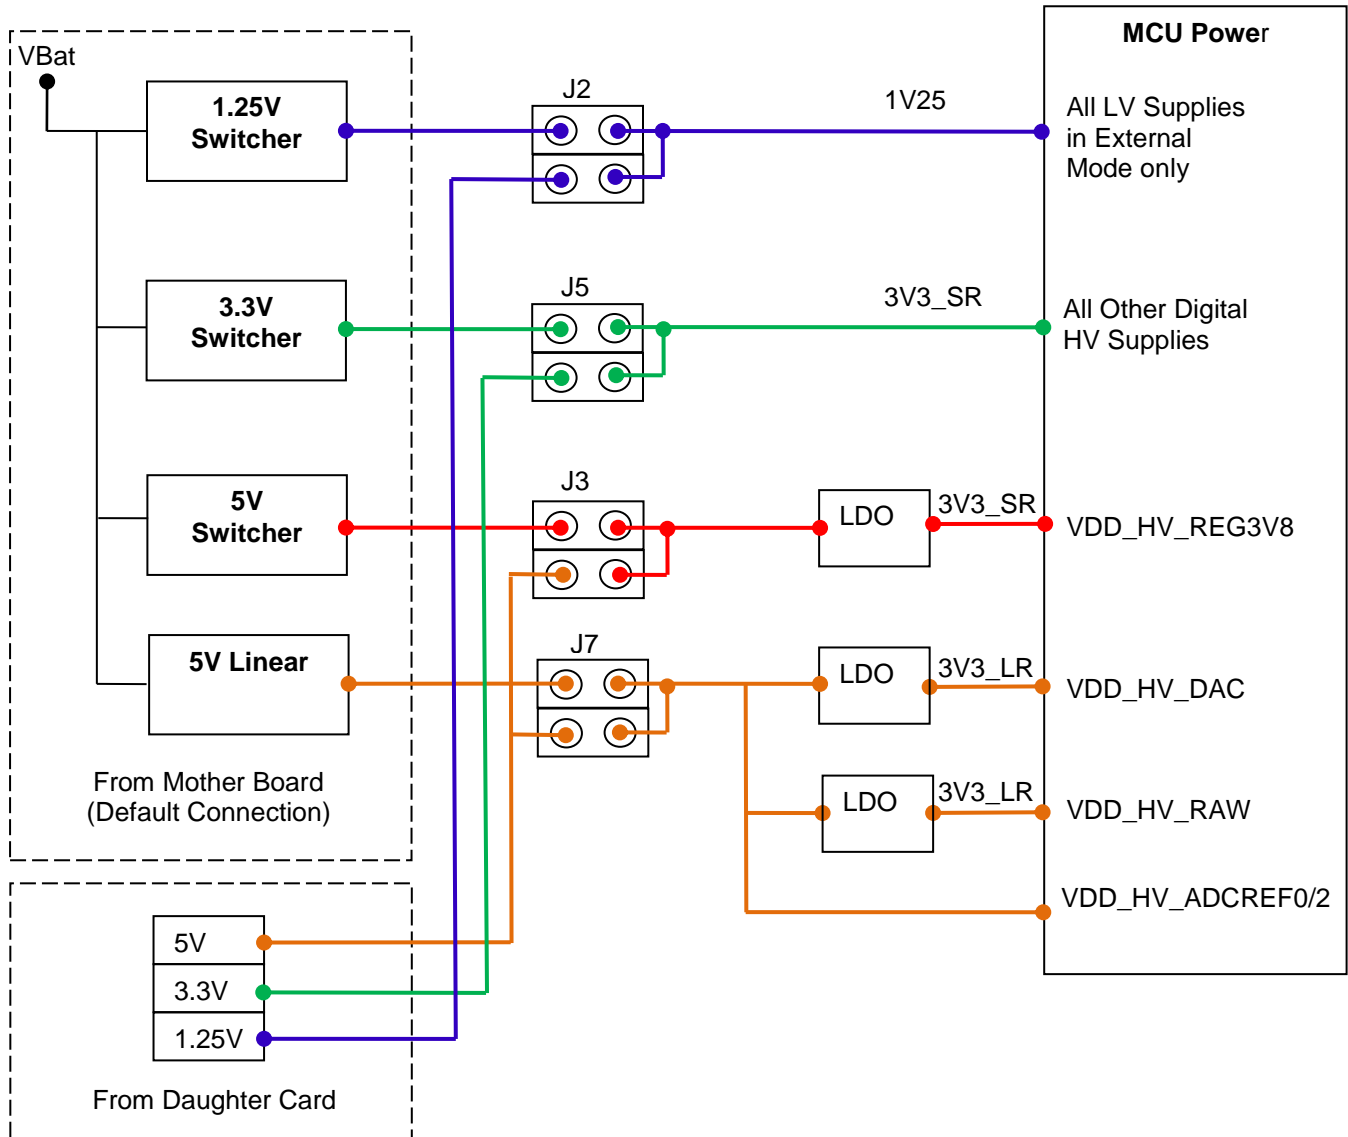 MCU Power
VBat
1.25V
Switcher
J2
1V25
All LV Supplies
in External
Mode only
3.3V
Switcher
J5
3V3_SR
All Other Digital
HV Supplies
5V
Switcher
J3
LDO
3V3_SR
VDD_HV_REG3V8
5V Linear
J7
LDO
3V3_LR
VDD_HV_DAC
From Mother Board
(Default Connection)
LDO
3V3_LR
VDD_HV_RAW
VDD_HV_ADCREF0/2
5V
3.3V
1.25V
From Daughter Card